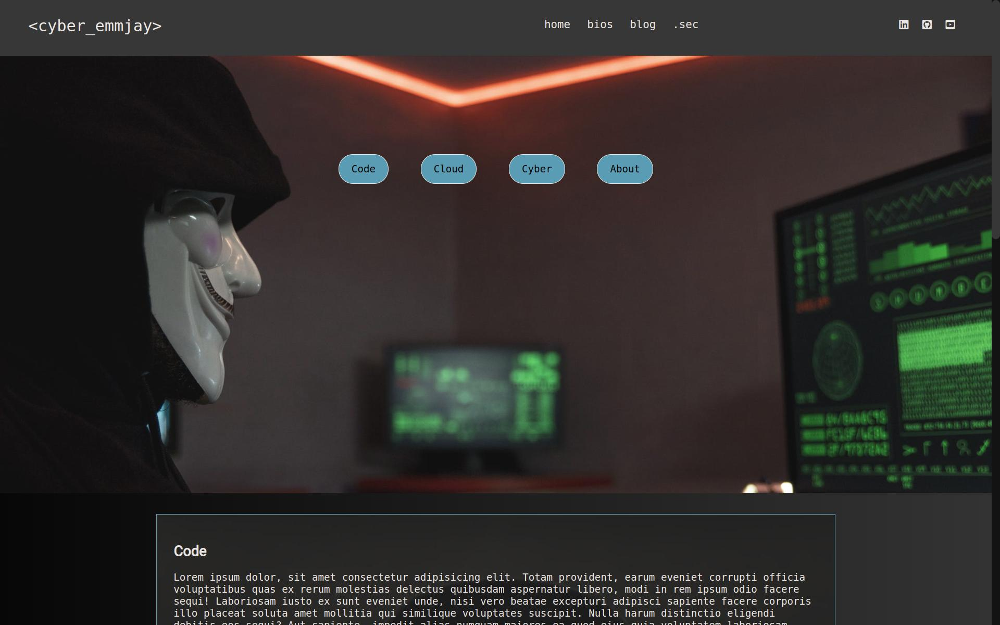 <cyber_emmjay>
home bios blog .sec
Code Cloud Cyber About
Code
Lorem ipsum dolor, sit amet consectetur adipisicing elit. Totam provident, earum eveniet corrupti officia
voluptatibus quas ex rerum molestias delectus quibusdam aspernatur libero, modi in rem ipsum odio facere
sequi! Laboriosam iusto ex sunt eveniet unde, nisi vero beatae excepturi adipisci sapiente facere corporis
illo placeat soluta amet mollitia qui similique voluptates suscipit. Nulla harum distinctio eligendi
debitis eos sequi? Aut sapiente, impedit alias numquam maiores ea quod eius quia voluptatem laboriosam